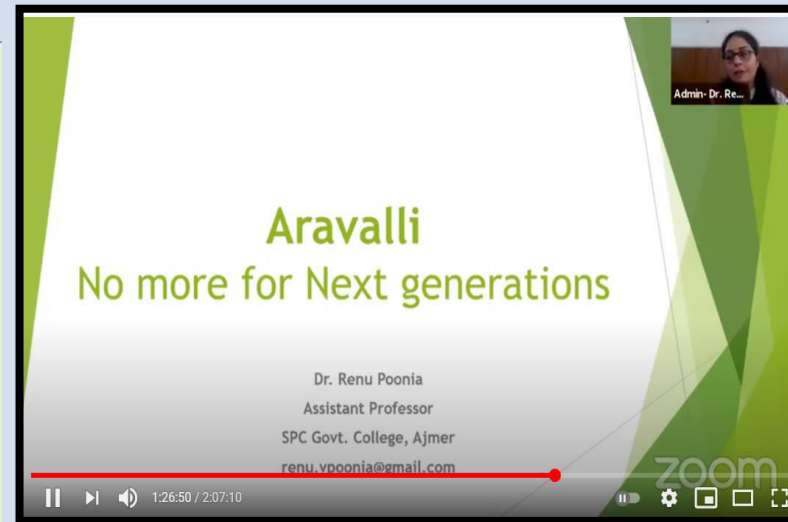 Admin- Dr. Re...
Aravalli
No more for Next generations
Dr. Renu Poonia
Assistant Professor
SPC Govt. College, Ajmer
renu.vpoonia@gmail.com
zoom
1:26:50 / 2:07:10